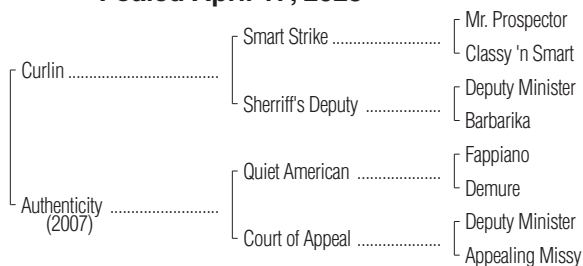 Foaled April
Mr. Prospector
Smart Strike ............................
Classy 'n Smart
Curlin .......................................
Deputy Minister
Sherriff's Deputy ...................
Barbarika
Fappiano
Quiet American .....................
Demure
Authenticity ............................
(2007)
Deputy Minister
Court of Appeal .....................
Appealing Missy